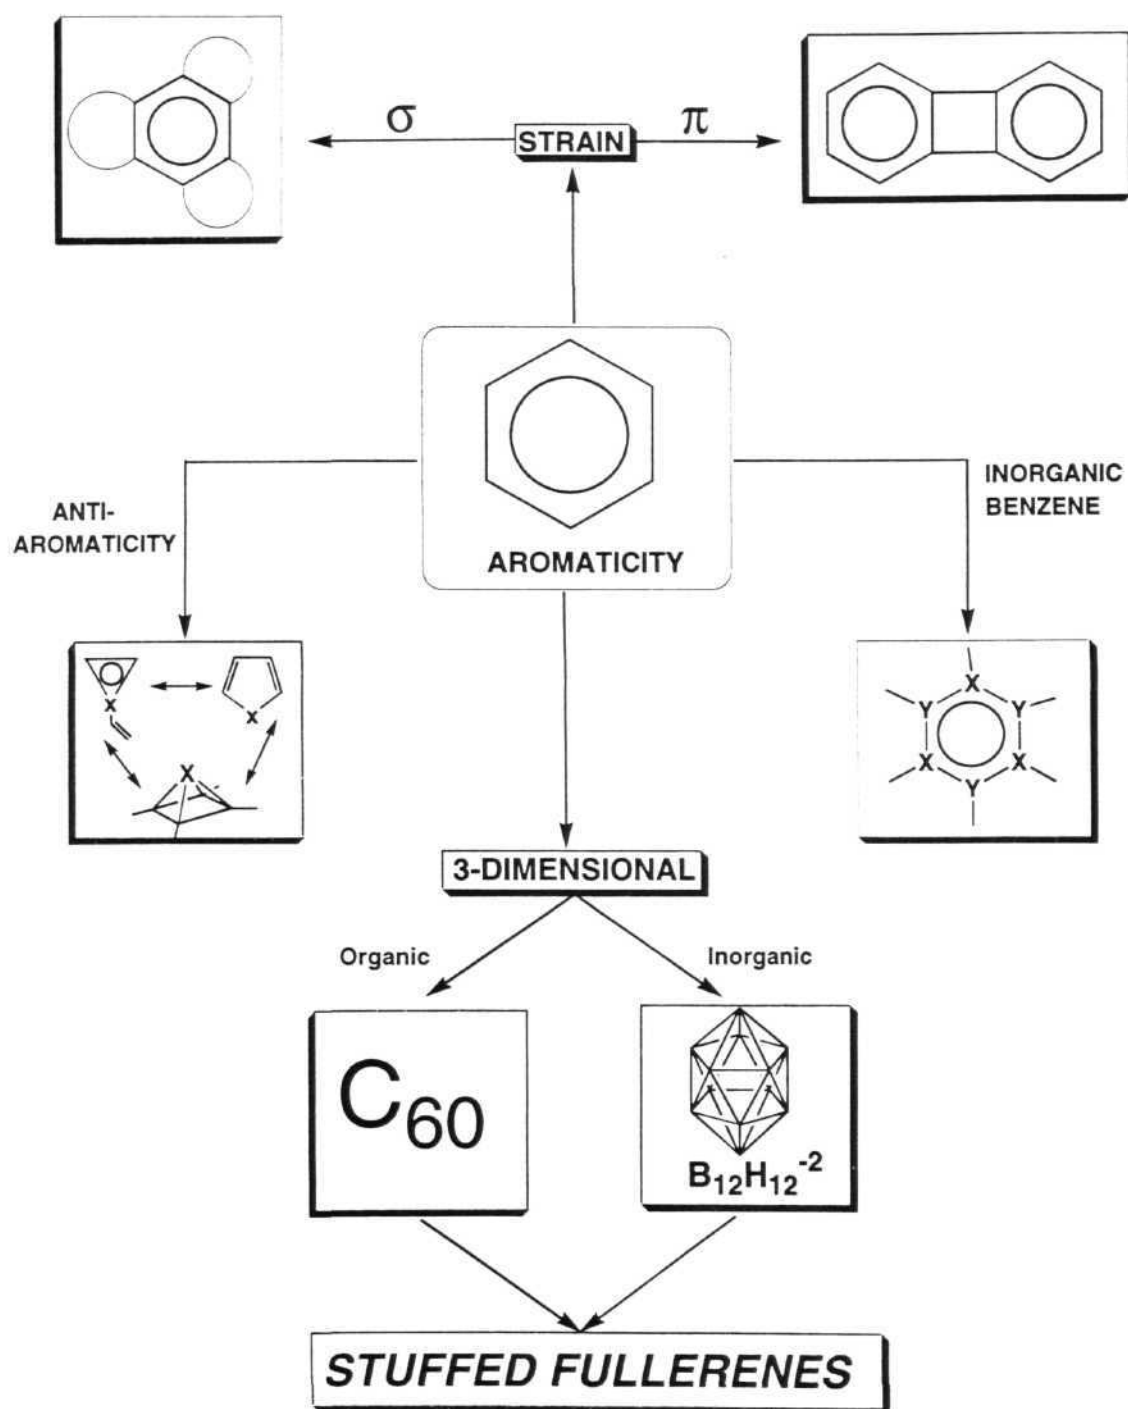 σ
STRAIN
π
AROMATICITY
ANTI-
AROMATICITY
INORGANIC
BENZENE
X
X
X
X
Y
Y
X
X
Y
3-DIMENSIONAL
Organic
Inorganic
C₆₀
B₁₂H₁₂⁻²
STUFFED FULLERENES